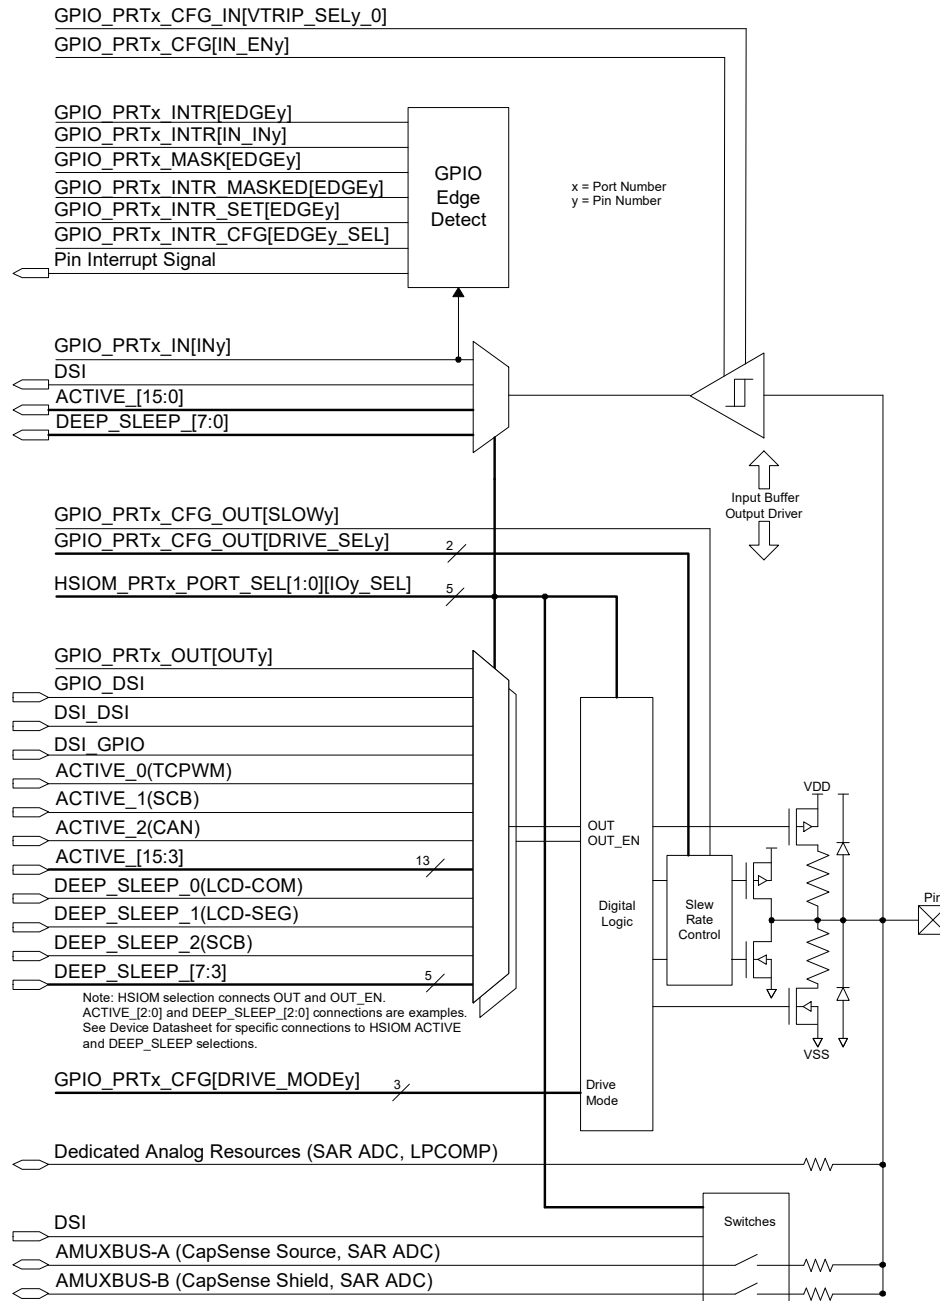 GPIO_PRTx_CFG_IN[VTRIP_SELy_0]
GPIO_PRTx_CFG[IN_ENy]
GPIO_PRTx_INTR[EDGEy]
GPIO_PRTx_INTR[IN_INy]
GPIO_PRTx_MASK[EDGEy]
GPIO_PRTx_INTR_MASKED[EDGEy]
GPIO_PRTx_INTR_SET[EDGEy]
GPIO_PRTx_INTR_CFG[EDGEy_SEL]
Pin Interrupt Signal
GPIO
Edge
Detect
x = Port Number
y = Pin Number
GPIO_PRTx_IN[INy]
DSI
ACTIVE_[15:0]
DEEP_SLEEP_[7:0]
Input Buffer
Output Driver
GPIO_PRTx_CFG_OUT[SLOWy]
GPIO_PRTx_CFG_OUT[DRIVE_SELy]
2
HSIOM_PRTx_PORT_SEL[1:0][IOy_SEL]
5
GPIO_PRTx_OUT[OUTy]
GPIO_DSI
DSI_DSI
DSI_GPIO
ACTIVE_0(TCPWM)
ACTIVE_1(SCB)
ACTIVE_2(CAN)
ACTIVE_[15:3]
13
DEEP_SLEEP_0(LCD-COM)
DEEP_SLEEP_1(LCD-SEG)
DEEP_SLEEP_2(SCB)
DEEP_SLEEP_[7:3]
5
Note: HSIOM selection connects OUT and OUT_EN.
ACTIVE_[2:0] and DEEP_SLEEP_[2:0] connections are examples.
See Device Datasheet for specific connections to HSIOM ACTIVE
and DEEP_SLEEP selections.
OUT
OUT_EN
Digital
Logic
Slew
Rate
Control
VDD
Pin
VSS
GPIO_PRTx_CFG[DRIVE_MODEy]
3
Drive
Mode
Dedicated Analog Resources (SAR ADC, LPCOMP)
DSI
Switches
AMUXBUS-A (CapSense Source, SAR ADC)
AMUXBUS-B (CapSense Shield, SAR ADC)